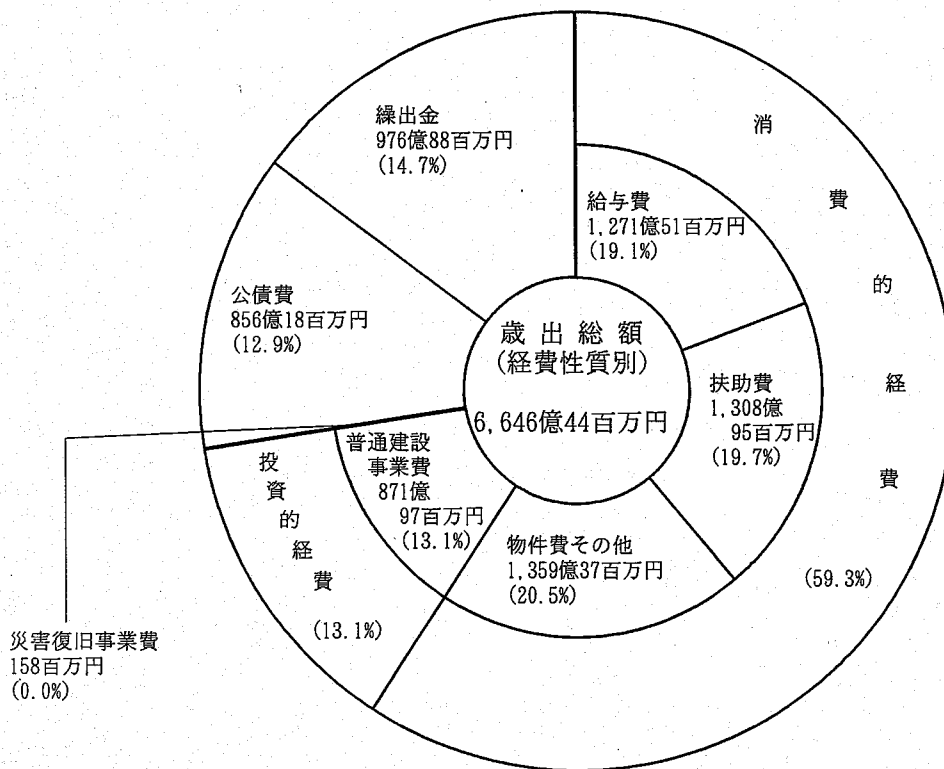 繰出金
976億88百万円
(14.7%)
消費的経費
(59.3%)
給与費
1,271億51百万円
(19.1%)
公債費
856億18百万円
(12.9%)
歳出総額
(経費性質別)
6,646億44百万円
扶助費
1,308億
95百万円
(19.7%)
普通建設
事業費
871億
97百万円
(13.1%)
物件費その他
1,359億37百万円
(20.5%)
投資的経費
(13.1%)
災害復旧事業費
158百万円
(0.0%)